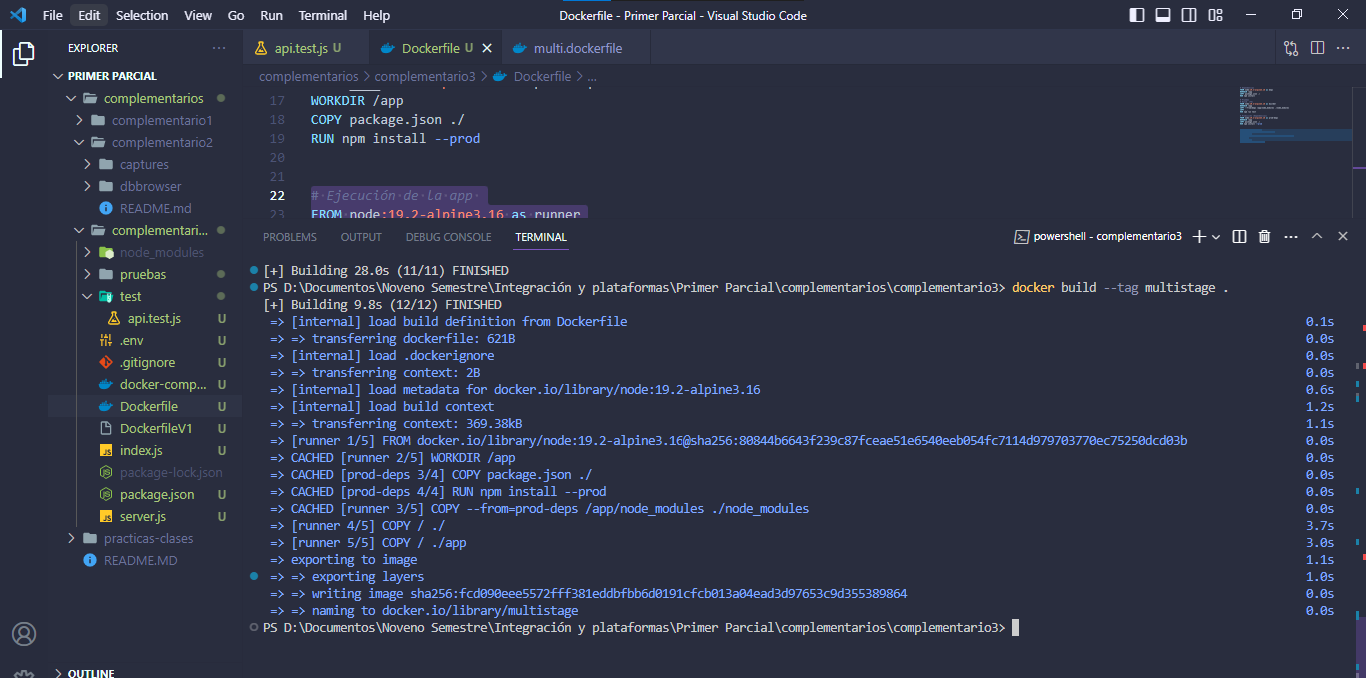 File Edit Selection View Go Run Terminal Help
Dockerfile - Primer Parcial - Visual Studio Code
EXPLORER
PRIMER PARCIAL
complementarios
complementario1
complementario2
captures
dbbrowser
README.md
complementari...
node_modules
pruebas
test
api.test.js U
.env U
.gitignore U
docker-comp... U
Dockerfile U
DockerfileV1 U
index.js U
package-lock.json
package.json U
server.js U
practicas-clases
README.MD
OUTLINE
api.test.js U
Dockerfile U
multi.dockerfile
complementarios > complementario3 > Dockerfile > ...
17 WORKDIR /app
18 COPY package.json ./
19 RUN npm install --prod
20
21
22 # Ejecución de la app
23 FROM node:19.2-alpine3.16 as runner
PROBLEMS OUTPUT DEBUG CONSOLE TERMINAL
powershell - complementario3
[+] Building 28.0s (11/11) FINISHED
PS D:\Documentos\Noveno Semestre\Integración y plataformas\Primer Parcial\complementarios\complementario3> docker build --tag multistage .
[+] Building 9.8s (12/12) FINISHED
=> [internal] load build definition from Dockerfile 0.1s
=> => transferring dockerfile: 621B 0.0s
=> [internal] load .dockerignore 0.0s
=> => transferring context: 2B 0.0s
=> [internal] load metadata for docker.io/library/node:19.2-alpine3.16 0.6s
=> [internal] load build context 1.2s
=> => transferring context: 369.38kB 1.1s
=> [runner 1/5] FROM docker.io/library/node:19.2-alpine3.16@sha256:80844b6643f239c87fceae51e6540eeb054fc7114d979703770ec75250dcd03b 0.0s
=> CACHED [runner 2/5] WORKDIR /app 0.0s
=> CACHED [prod-deps 3/4] COPY package.json ./ 0.0s
=> CACHED [prod-deps 4/4] RUN npm install --prod 0.0s
=> CACHED [runner 3/5] COPY --from=prod-deps /app/node_modules ./node_modules 0.0s
=> [runner 4/5] COPY / ./ 3.7s
=> [runner 5/5] COPY / ./app 3.0s
=> exporting to image 1.1s
=> => exporting layers 1.0s
=> => writing image sha256:fcd090eee5572fff381eddbfbb6d0191cfcb013a04ead3d97653c9d355389864 0.0s
=> => naming to docker.io/library/multistage 0.0s
PS D:\Documentos\Noveno Semestre\Integración y plataformas\Primer Parcial\complementarios\complementario3>